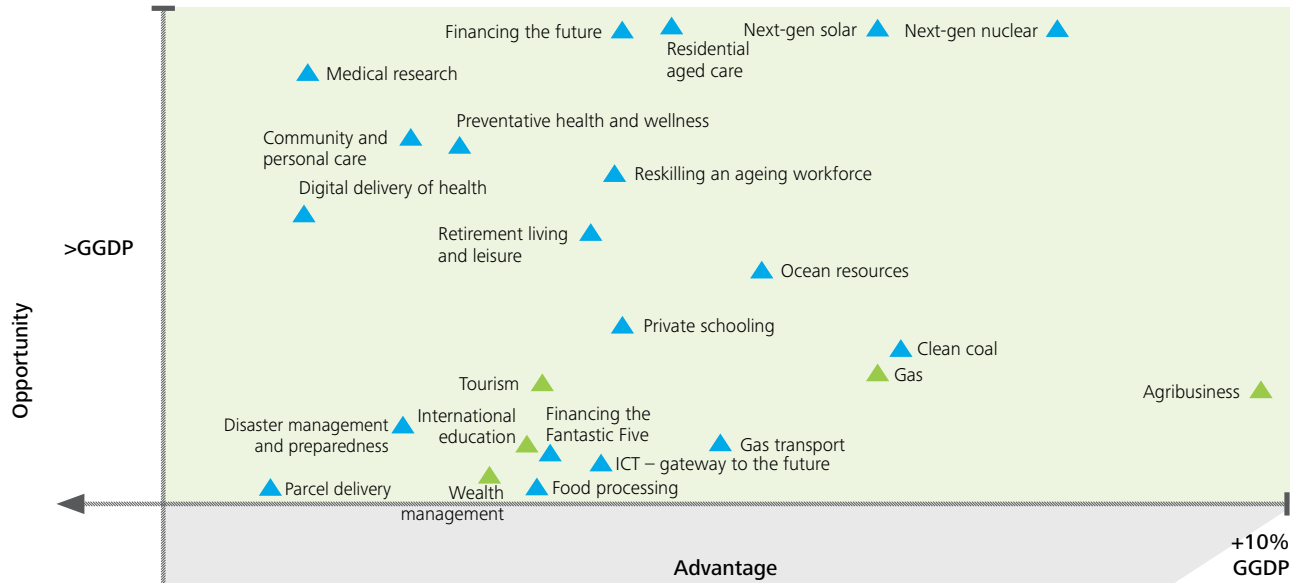 Financing the future
Residential
aged care
Next-gen solar
Next-gen nuclear
Medical research
Preventative health and wellness
Community and
personal care
Reskilling an ageing workforce
Digital delivery of health
Retirement living
and leisure
>GGDP
Ocean resources
Opportunity
Private schooling
Clean coal
Gas
Tourism
Agribusiness
Disaster management
and preparedness
International
education
Financing the
Fantastic Five
Gas transport
ICT – gateway to the future
Parcel delivery
Wealth
management
Food processing
Advantage
+10%
GGDP